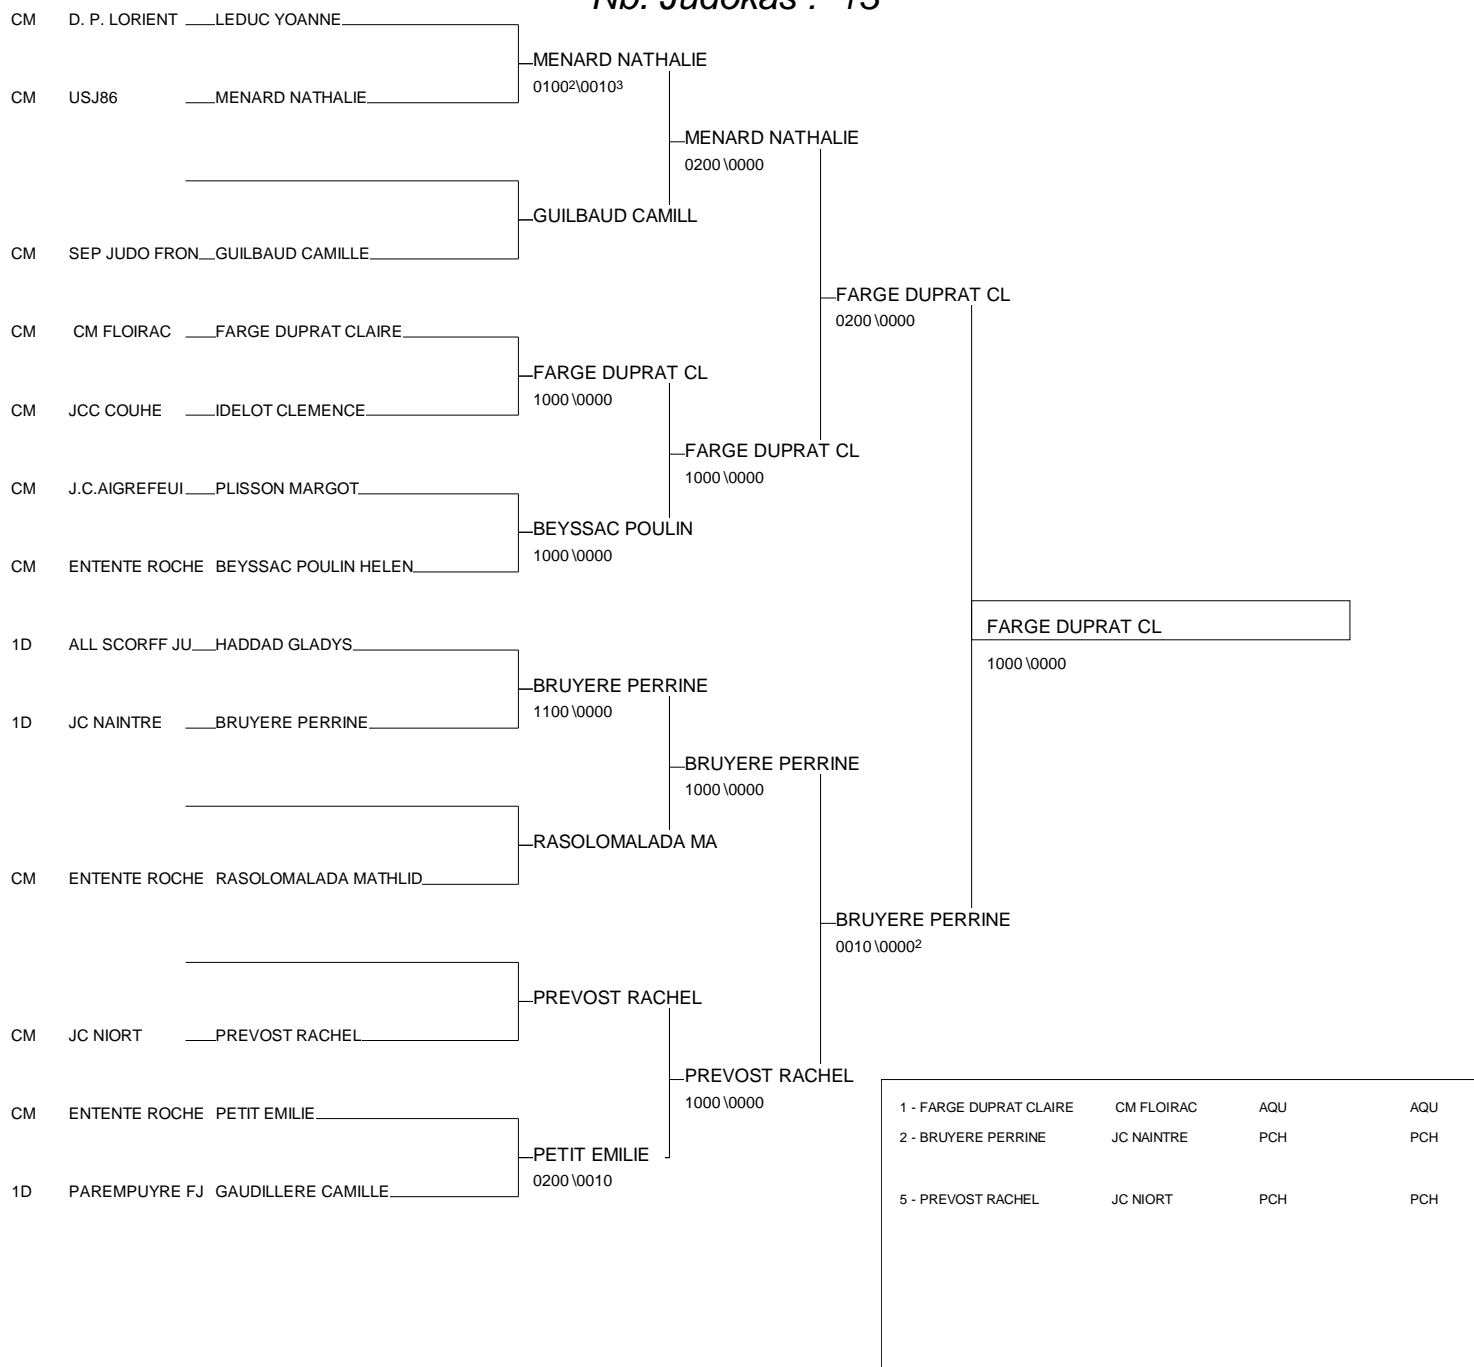 Nb. Judokas : 13
CM D. P. LORIENT LEDUC YOANNE
MENARD NATHALIE
0100²\0010³
CM USJ86 MENARD NATHALIE
MENARD NATHALIE
0200\0000
GUILBAUD CAMILL
CM SEP JUDO FRON GUILBAUD CAMILLE
FARGE DUPRAT CL
0200\0000
CM CM FLOIRAC FARGE DUPRAT CLAIRE
FARGE DUPRAT CL
1000\0000
CM JCC COUHE IDELOT CLEMENCE
FARGE DUPRAT CL
1000\0000
CM J.C.AIGREFEUI PLISSON MARGOT
BEYSSAC POULIN
1000\0000
CM ENTENTE ROCHE BEYSSAC POULIN HELEN
FARGE DUPRAT CL
1000\0000
1D ALL SCORFF JU HADDAD GLADYS
BRUYERE PERRINE
1100\0000
1D JC NAINTRE BRUYERE PERRINE
BRUYERE PERRINE
1000\0000
RASOLOMALADA MA
CM ENTENTE ROCHE RASOLOMALADA MATHLID
BRUYERE PERRINE
0010\0000²
PREVOST RACHEL
CM JC NIORT PREVOST RACHEL
PREVOST RACHEL
1000\0000
CM ENTENTE ROCHE PETIT EMILIE
PETIT EMILIE
0200\0010
1D PAREMPUYRE FJ GAUDILLERE CAMILLE
1 - FARGE DUPRAT CLAIRE CM FLOIRAC AQU AQU
2 - BRUYERE PERRINE JC NAINTRE PCH PCH
5 - PREVOST RACHEL JC NIORT PCH PCH